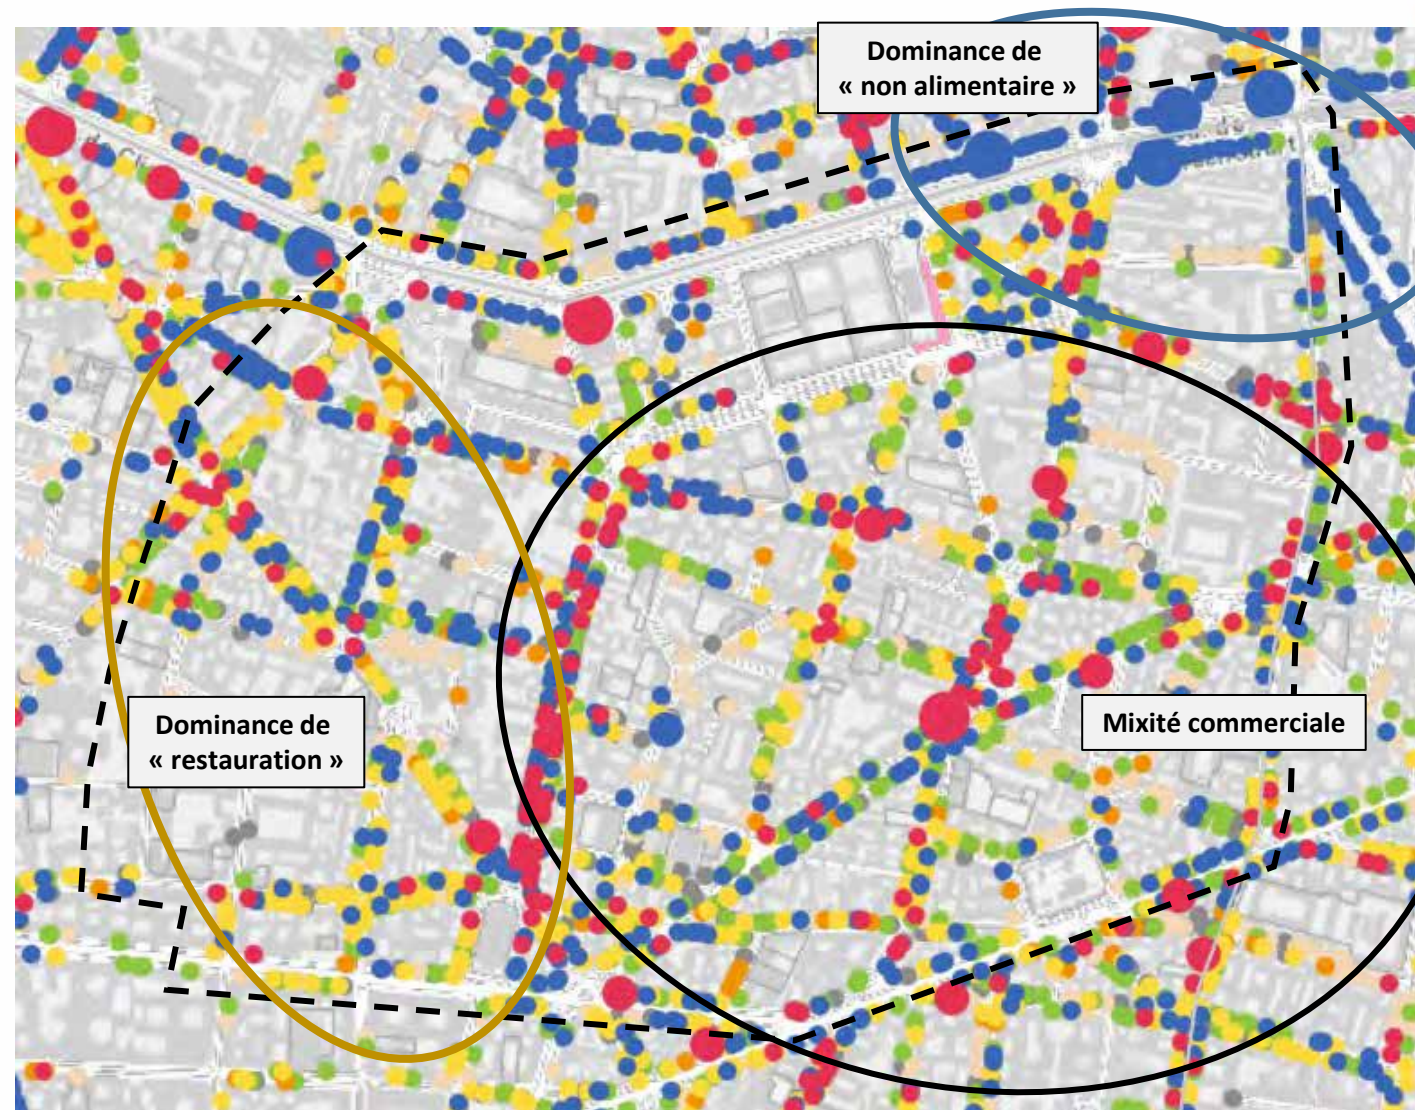 Dominance de
« non alimentaire »
Dominance de
« restauration »
Mixité commerciale